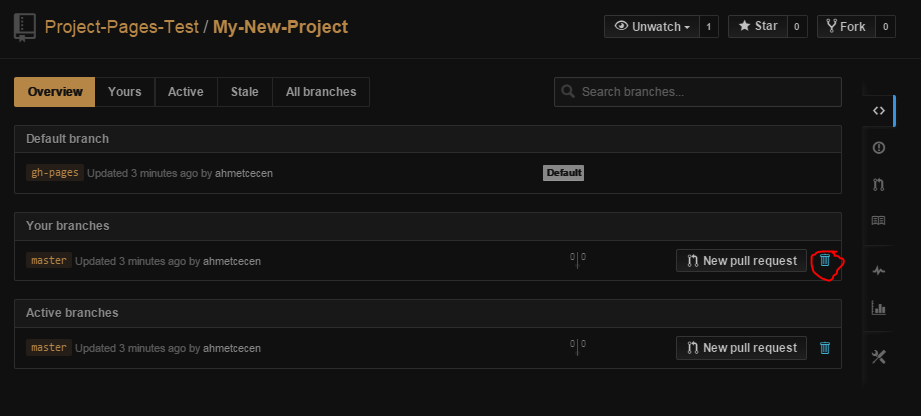 Project-Pages-Test / My-New-Project
Unwatch 1 Star 0 Fork 0
Overview Yours Active Stale All branches Search branches...
Default branch
gh-pages Updated 3 minutes ago by ahmetcecen Default
Your branches
master Updated 3 minutes ago by ahmetcecen 0 0 New pull request
Active branches
master Updated 3 minutes ago by ahmetcecen 0 0 New pull request